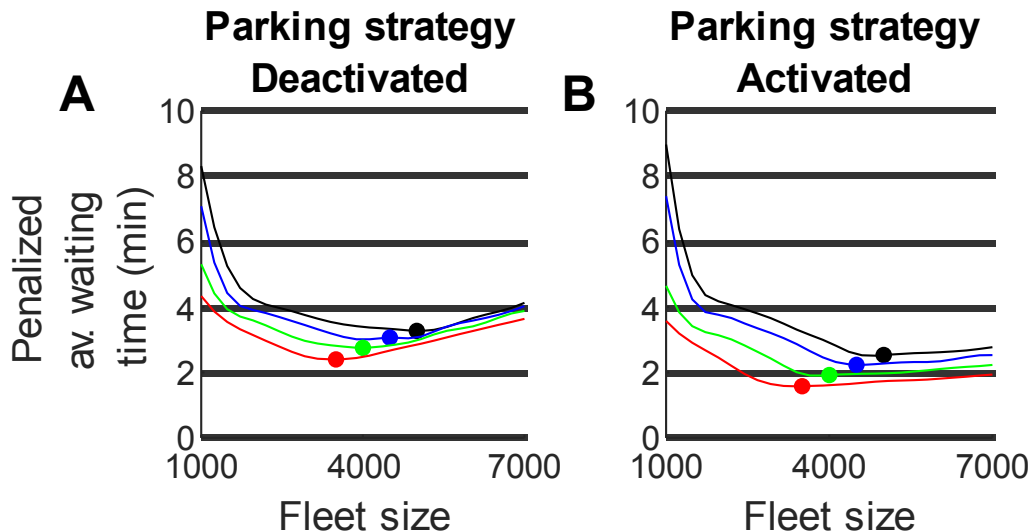 Parking strategy
Deactivated
A
Penalized
av. waiting
time (min)
10
8
6
4
2
0
1000
4000
7000
Fleet size
Parking strategy
Activated
B
10
8
6
4
2
0
1000
4000
7000
Fleet size